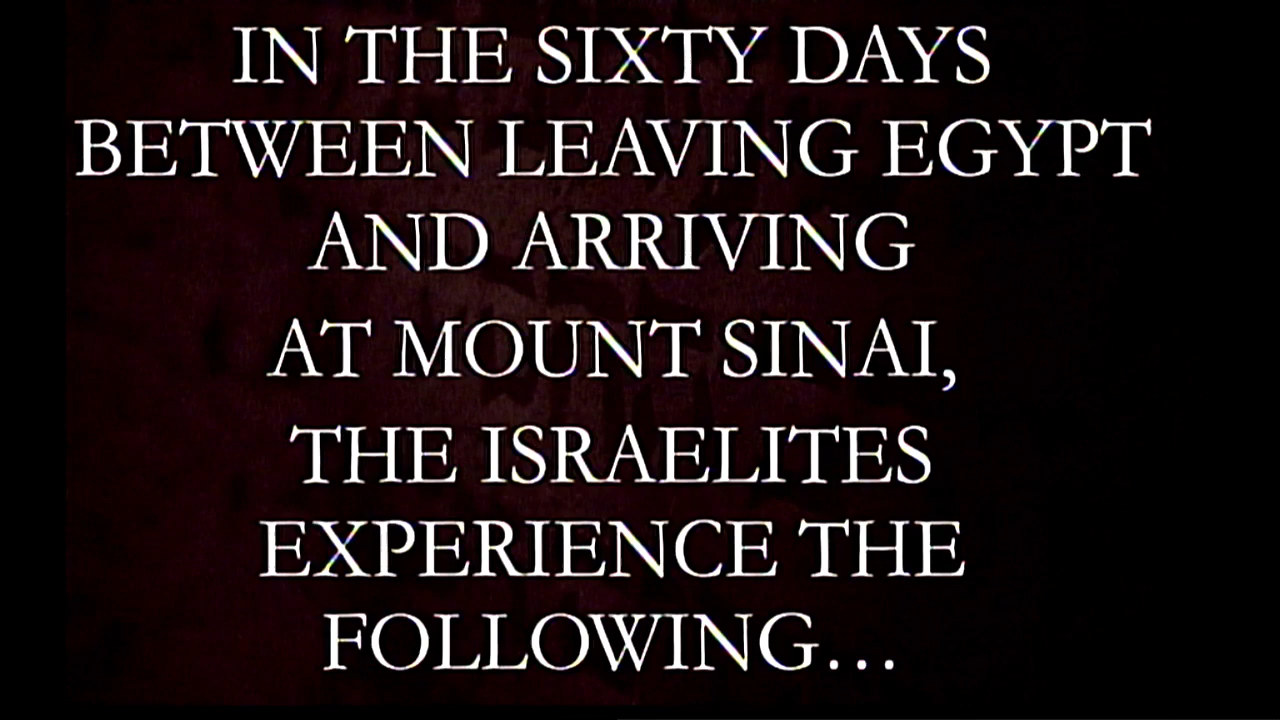 IN THE SIXTY DAYS
BETWEEN LEAVING EGYPT
AND ARRIVING
AT MOUNT SINAI,
THE ISRAELITES
EXPERIENCE THE
FOLLOWING...